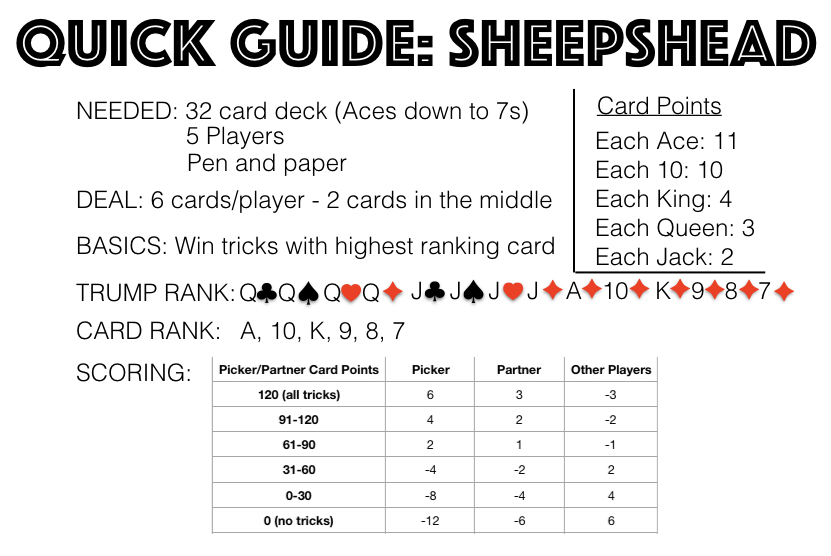 QUICK GUIDE: SHEEPSHEAD
NEEDED: 32 card deck (Aces down to 7s)
5 Players
Pen and paper
DEAL: 6 cards/player - 2 cards in the middle
BASICS: Win tricks with highest ranking card
Card Points
Each Ace: 11
Each 10: 10
Each King: 4
Each Queen: 3
Each Jack: 2
TRUMP RANK: Q♣ Q♠ Q♥ Q♦ J♣ J♠ J♥ J♦ A♦ 10♦ K♦ 9♦ 8♦ 7♦
CARD RANK: A, 10, K, 9, 8, 7
SCORING:
Picker/Partner Card Points Picker Partner Other Players
120 (all tricks) 6 3 -3
91-120 4 2 -2
61-90 2 1 -1
31-60 -4 -2 2
0-30 -8 -4 4
0 (no tricks) -12 -6 6